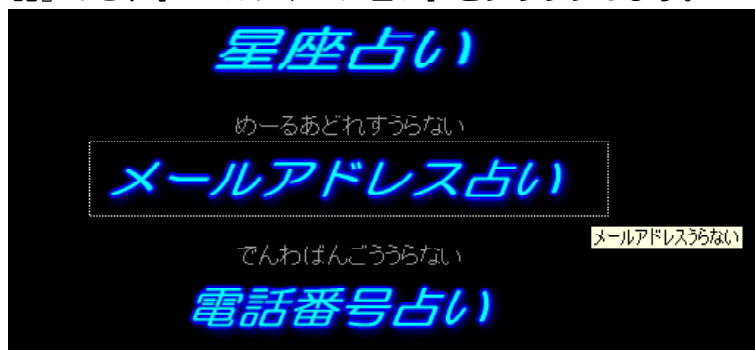 星座占い
めーるあどれすうらない
メールアドレス占い
メールアドレスうらない
でんわばんごううらない
電話番号占い